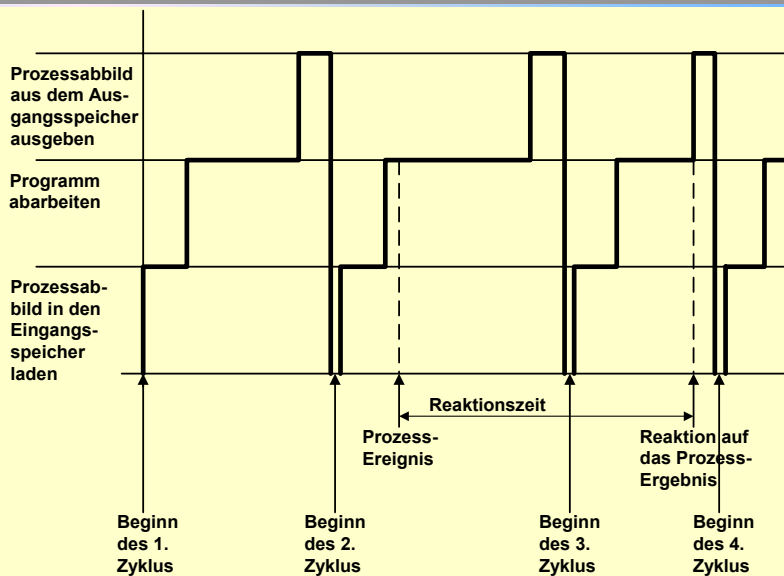 Prozessabbild
aus dem Aus-
gangsspeicher
ausgeben
Programm
abarbeiten
Prozessab-
bild in den
Eingangs-
speicher
laden
Reaktionszeit
Prozess-
Ereignis
Reaktion auf
das Prozess-
Ergebnis
Beginn
des 1.
Zyklus
Beginn
des 2.
Zyklus
Beginn
des 3.
Zyklus
Beginn
des 4.
Zyklus